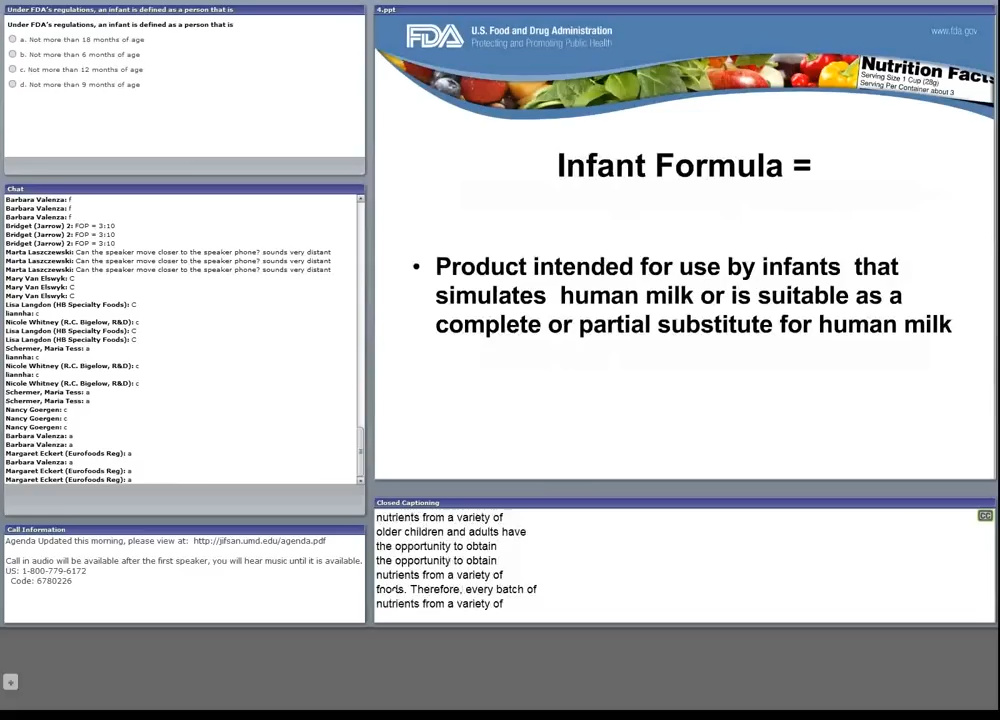 Under FDA's regulations, an infant is defined as a person that is
Under FDA's regulations, an infant is defined as a person that is
a. Not more than 18 months of age
b. Not more than 6 months of age
c. Not more than 12 months of age
d. Not more than 9 months of age
Chat
Barbara Valenza: f
Barbara Valenza: f
Barbara Valenza: f
Bridget (Jarrow) 2: FOP = 3:10
Bridget (Jarrow) 2: FOP = 3:10
Bridget (Jarrow) 2: FOP = 3:10
Marta Laszczewski: Can the speaker move closer to the speaker phone? sounds very distant
Marta Laszczewski: Can the speaker move closer to the speaker phone? sounds very distant
Marta Laszczewski: Can the speaker move closer to the speaker phone? sounds very distant
Mary Van Elswyk: C
Mary Van Elswyk: C
Mary Van Elswyk: C
Lisa Langdon (HB Specialty Foods): C
liannha: c
Nicole Whitney (R.C. Bigelow, R&D): c
Lisa Langdon (HB Specialty Foods): C
Lisa Langdon (HB Specialty Foods): C
Schermer, Maria Tess: a
liannha: c
Nicole Whitney (R.C. Bigelow, R&D): c
liannha: c
Nicole Whitney (R.C. Bigelow, R&D): c
Schermer, Maria Tess: a
Schermer, Maria Tess: a
Nancy Goergen: c
Nancy Goergen: c
Nancy Goergen: c
Barbara Valenza: a
Barbara Valenza: a
Margaret Eckert (Eurofoods Reg): a
Barbara Valenza: a
Margaret Eckert (Eurofoods Reg): a
Margaret Eckert (Eurofoods Reg): a
Call Information
Agenda Updated this morning, please view at: http://jifsan.umd.edu/agenda.pdf
Call in audio will be available after the first speaker, you will hear music until it is available.
US: 1-800-779-6172
Code: 6780226
4.ppt
FDA
U.S. Food and Drug Administration
Protecting and Promoting Public Health
www.fda.gov
Nutrition Facts
Serving Size 1 Cup (28g)
Serving Per Container about 3
Infant Formula =
• Product intended for use by infants that
simulates human milk or is suitable as a
complete or partial substitute for human milk
Closed Captioning
CC
nutrients from a variety of
older children and adults have
the opportunity to obtain
the opportunity to obtain
nutrients from a variety of
Therefore, every batch of
nutrients from a variety of